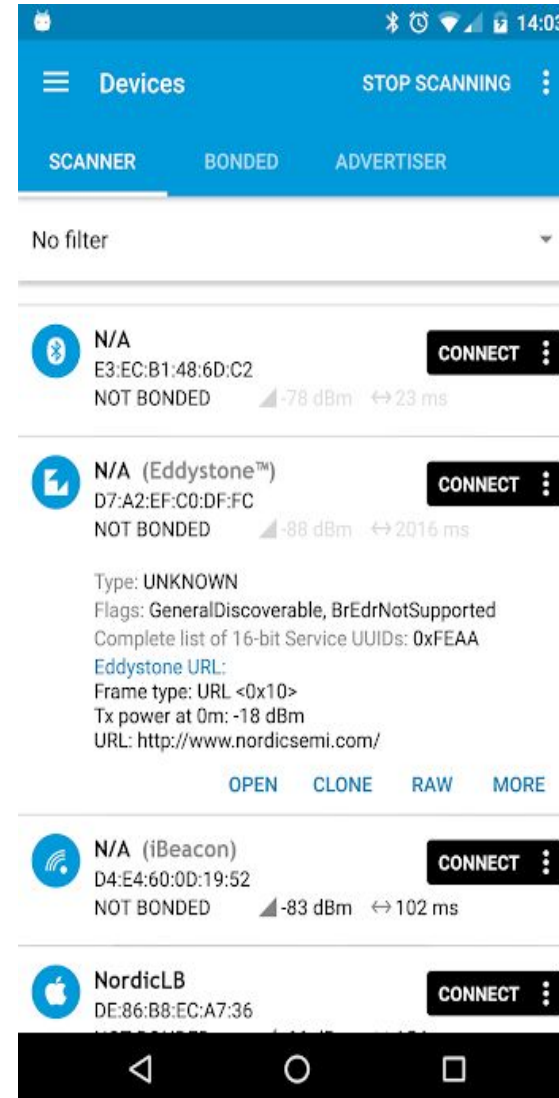 14:03
Devices STOP SCANNING
SCANNER BONDED ADVERTISER
No filter
N/A
E3:EC:B1:48:6D:C2
CONNECT
NOT BONDED -78 dBm 23 ms
N/A (Eddystone™)
D7:A2:EF:C0:DF:FC
CONNECT
NOT BONDED -88 dBm 2016 ms
Type: UNKNOWN
Flags: GeneralDiscoverable, BrEdrNotSupported
Complete list of 16-bit Service UUIDs: 0xFEAA
Eddystone URL:
Frame type: URL <0x10>
Tx power at 0m: -18 dBm
URL: http://www.nordicsemi.com/
OPEN CLONE RAW MORE
N/A (iBeacon)
D4:E4:60:0D:19:52
CONNECT
NOT BONDED -83 dBm 102 ms
NordicLB
DE:86:B8:EC:A7:36
CONNECT